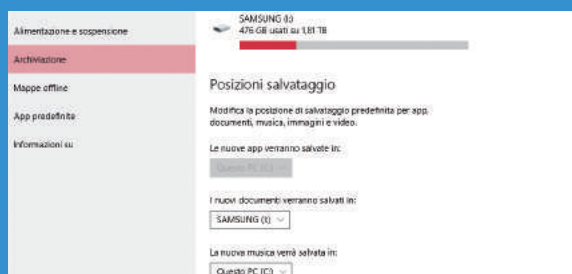 Alimentazione e sospensione
Archiviazione
Mappe offline
App predefinite
Informazioni su
SAMSUNG (I:)
476 GB usati su 1,81 TB
Posizioni salvataggio
Modifica la posizione di salvataggio predefinita per app,
documenti, musica, immagini e video.
Le nuove app verranno salvate in:
Questo PC (C:)
I nuovi documenti verranno salvati in:
SAMSUNG (I:)
La nuova musica verrà salvata in:
Questo PC (C:)